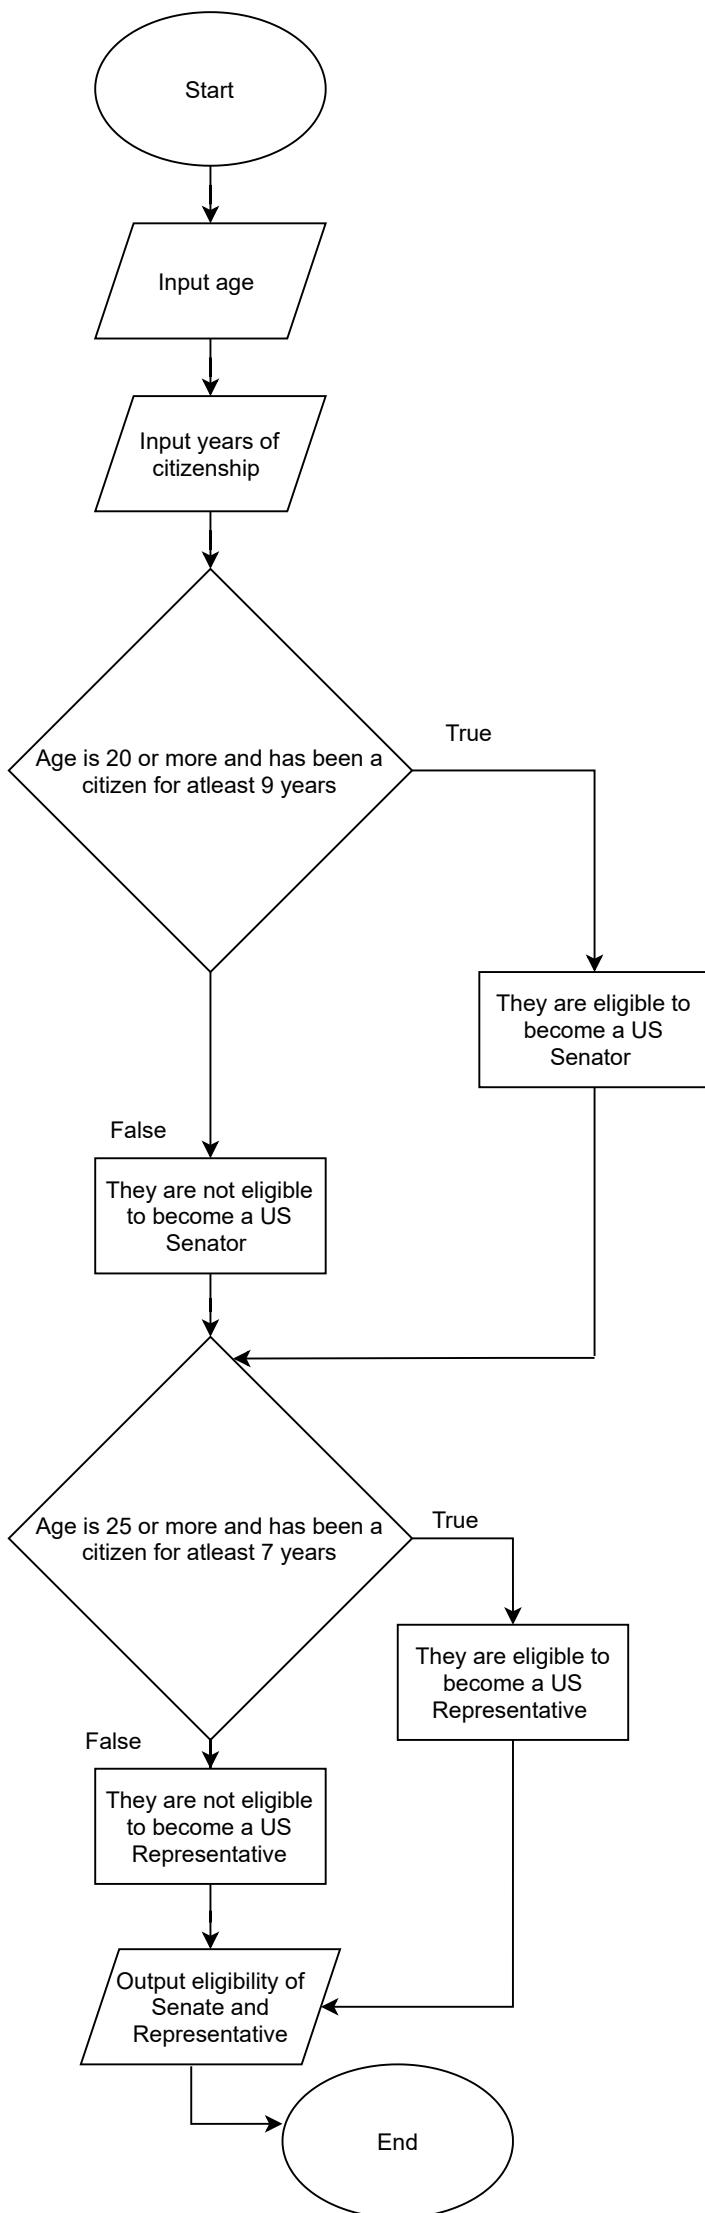 Start
Input age
Input years of
citizenship
Age is 20 or more and has been a
citizen for atleast 9 years
True
They are eligible to
become a US
Senator
False
They are not eligible
to become a US
Senator
Age is 25 or more and has been a
citizen for atleast 7 years
True
They are eligible to
become a US
Representative
False
They are not eligible
to become a US
Representative
Output eligibility of
Senate and
Representative
End